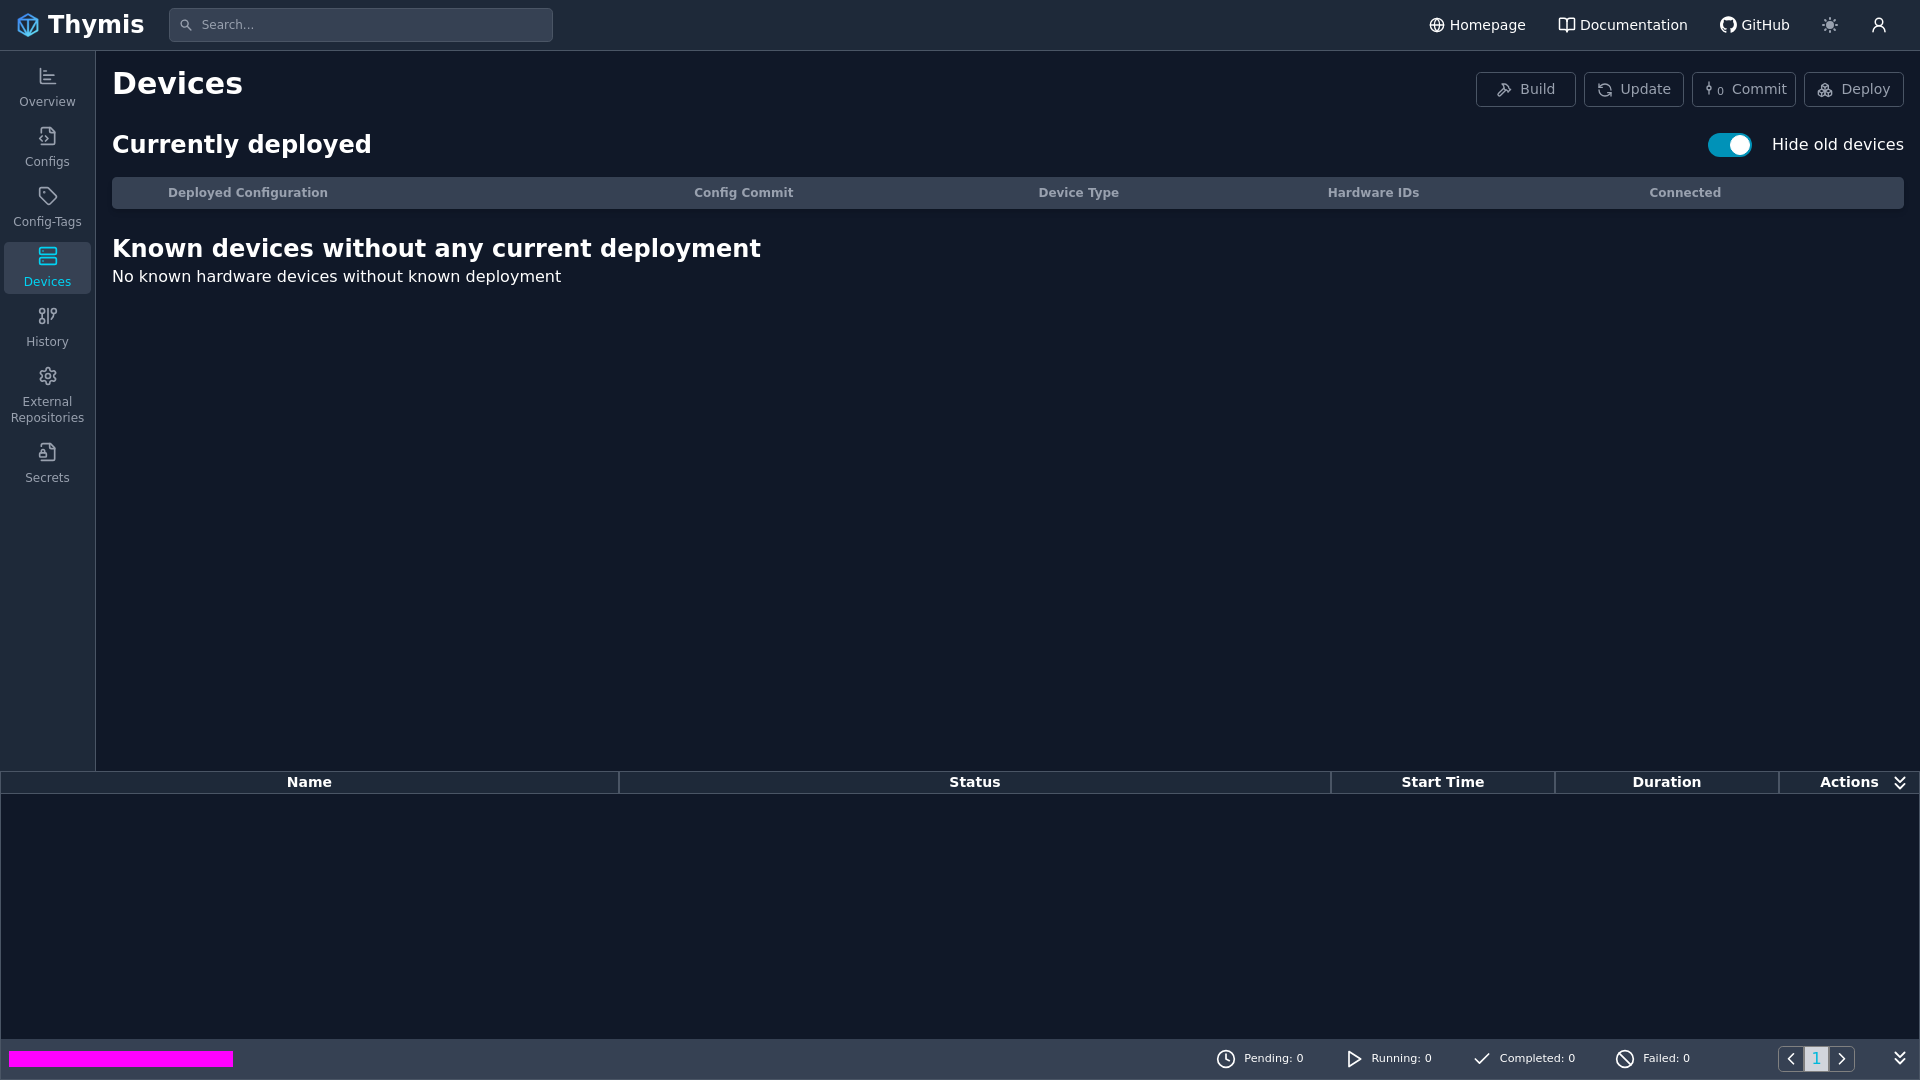 Thymis
Search...
Homepage
Documentation
GitHub
Overview
Configs
Config-Tags
Devices
History
External
Repositories
Secrets
Devices
Build
Update
0 Commit
Deploy
Currently deployed
Hide old devices
Deployed Configuration
Config Commit
Device Type
Hardware IDs
Connected
Known devices without any current deployment
No known hardware devices without known deployment
Name
Status
Start Time
Duration
Actions
Pending: 0
Running: 0
Completed: 0
Failed: 0
1